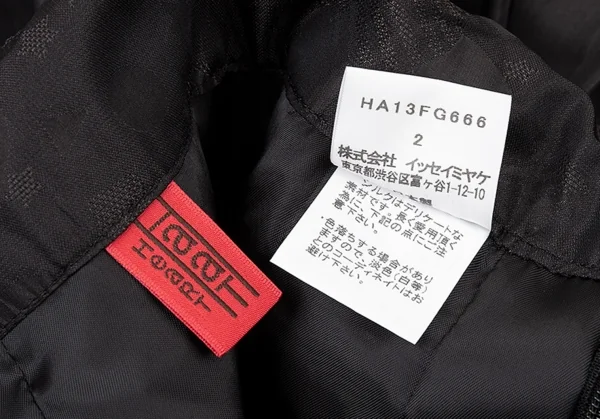 HA13FG666
2
株式会社 イッセイミヤケ
東京都渋谷区富ヶ谷1-12-10
シルクはデリケートな
素材です。長く愛用頂く
為に、下記の点にご注
意下さい。
・色落ちする場合があり
ますので、淡色(白等)
とのコーディネイトはお
避け下さい。
HeaRT